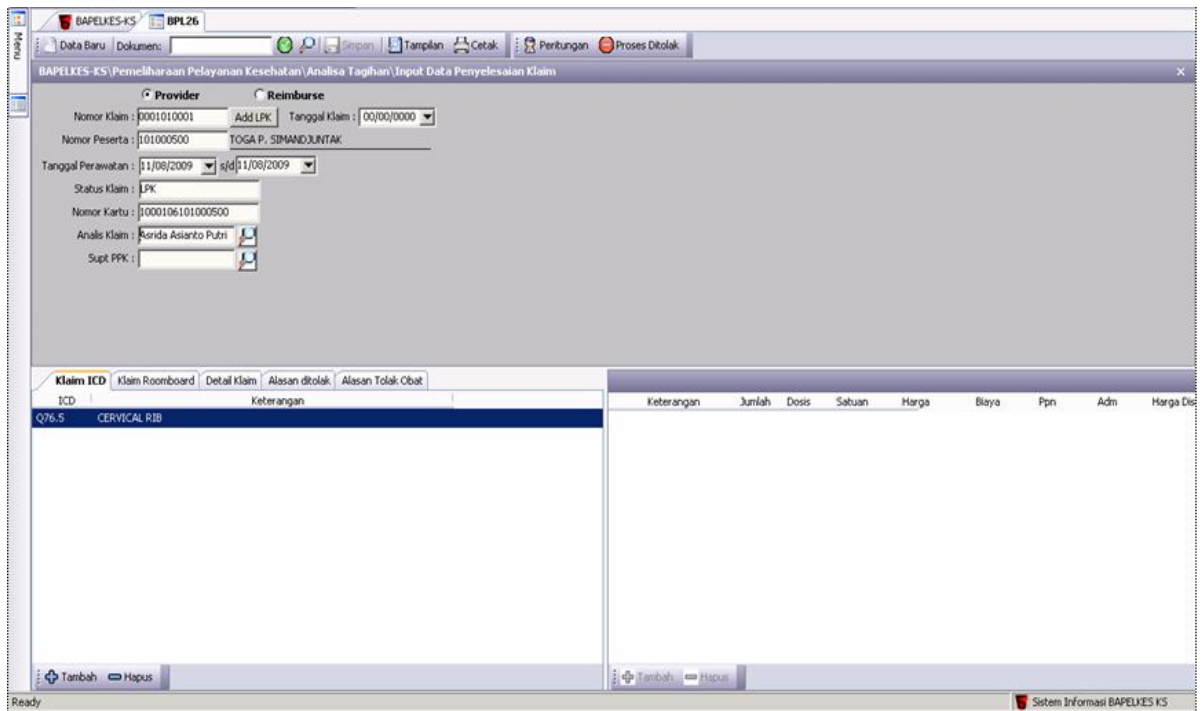 Menu
BAPELKES-KS BPL26
Data Baru Dokumen: Simpan Tampilan Cetak Peritungan Proses Ditolak
BAPELKES-KS\Pemeliharaan Pelayanan Kesehatan\Analisa Tagihan\Input Data Penyelesaian Klaim
Provider Reimburse
Nomor Klaim : 0001010001 Add LPK Tanggal Klaim : 00/00/0000
Nomor Peserta : 101000500 TOGA P. SIMANDJUNTAK
Tanggal Perawatan : 11/08/2009 s/d 11/08/2009
Status Klaim : LPK
Nomor Kartu : 1000106101000500
Analis Klaim : Asrida Asianto Putri
Supt PPK :
Klaim ICD Klaim Roomboard Detail Klaim Alasan ditolak Alasan Tolak Obat
ICD Keterangan Keterangan Jumlah Dosis Satuan Harga Biaya Ppn Adm Harga Dis
Q76.5 CERVICAL RIB
Tambah Hapus Tambah Hapus
Ready Sistem Informasi BAPELKES KS